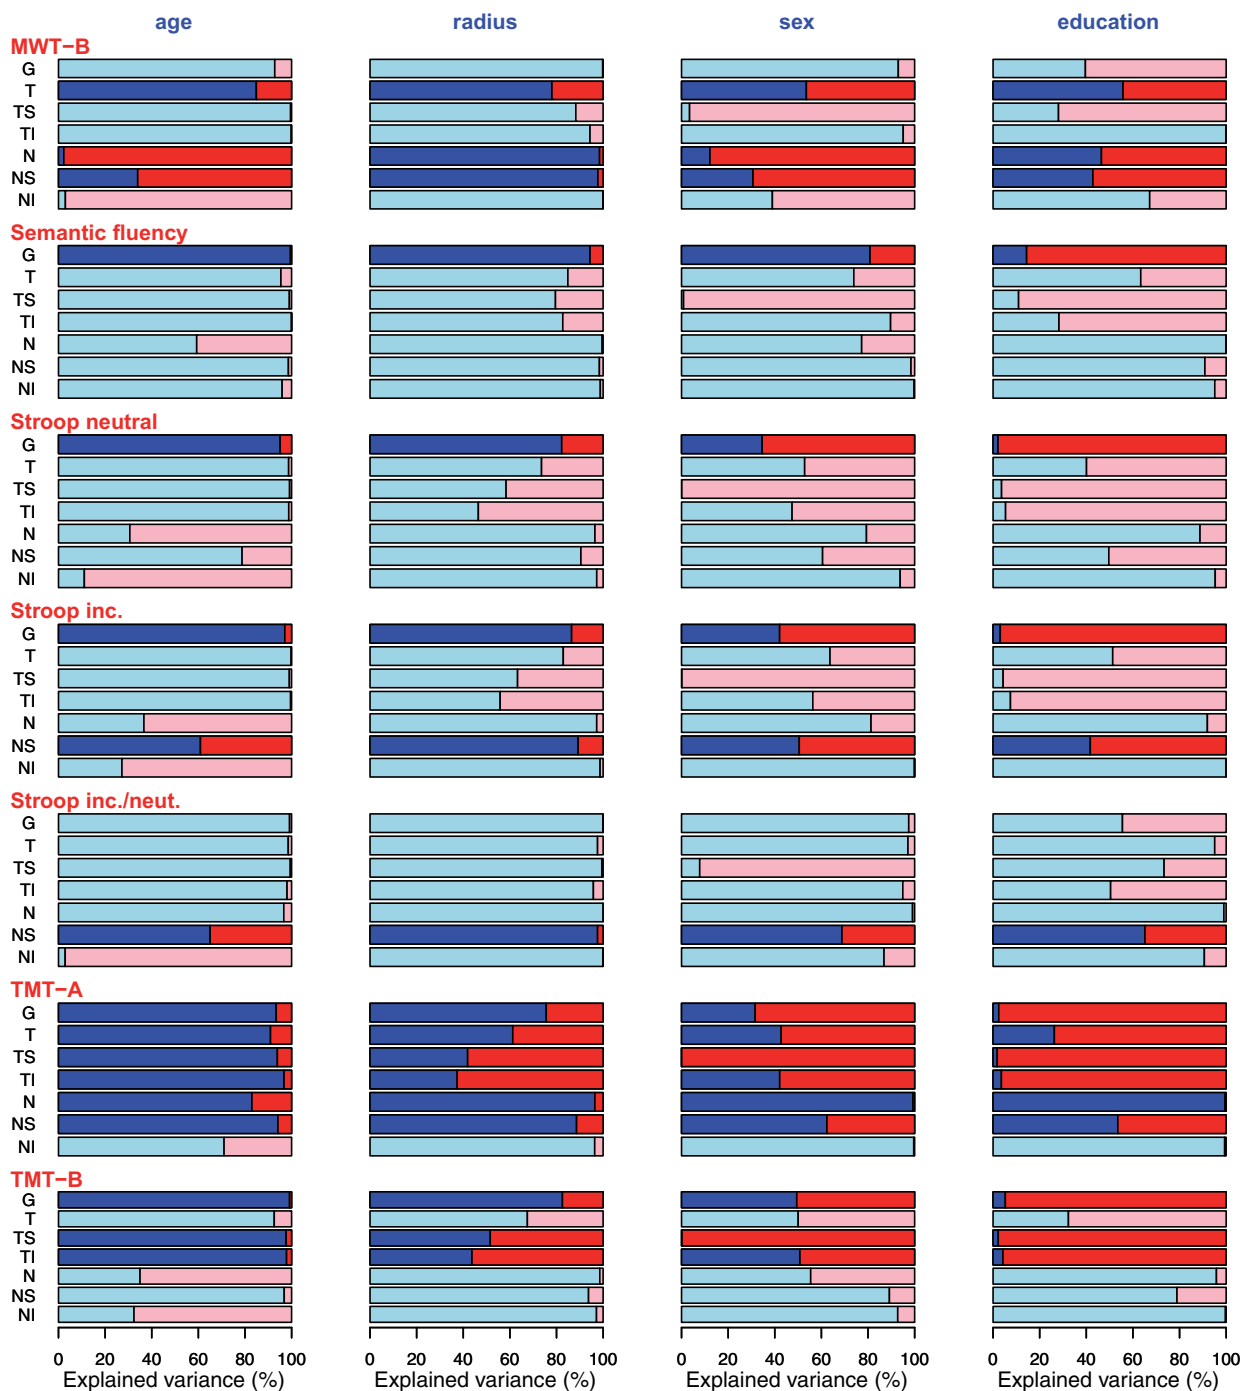 age radius sex education
MWT−B
G
T
TS
TI
N
NS
NI
Semantic fluency
G
T
TS
TI
N
NS
NI
Stroop neutral
G
T
TS
TI
N
NS
NI
Stroop inc.
G
T
TS
TI
N
NS
NI
Stroop inc./neut.
G
T
TS
TI
N
NS
NI
TMT−A
G
T
TS
TI
N
NS
NI
TMT−B
G
T
TS
TI
N
NS
NI
0 20 40 60 80 100 0 20 40 60 80 100 0 20 40 60 80 100 0 20 40 60 80 100
Explained variance (%) Explained variance (%) Explained variance (%) Explained variance (%)